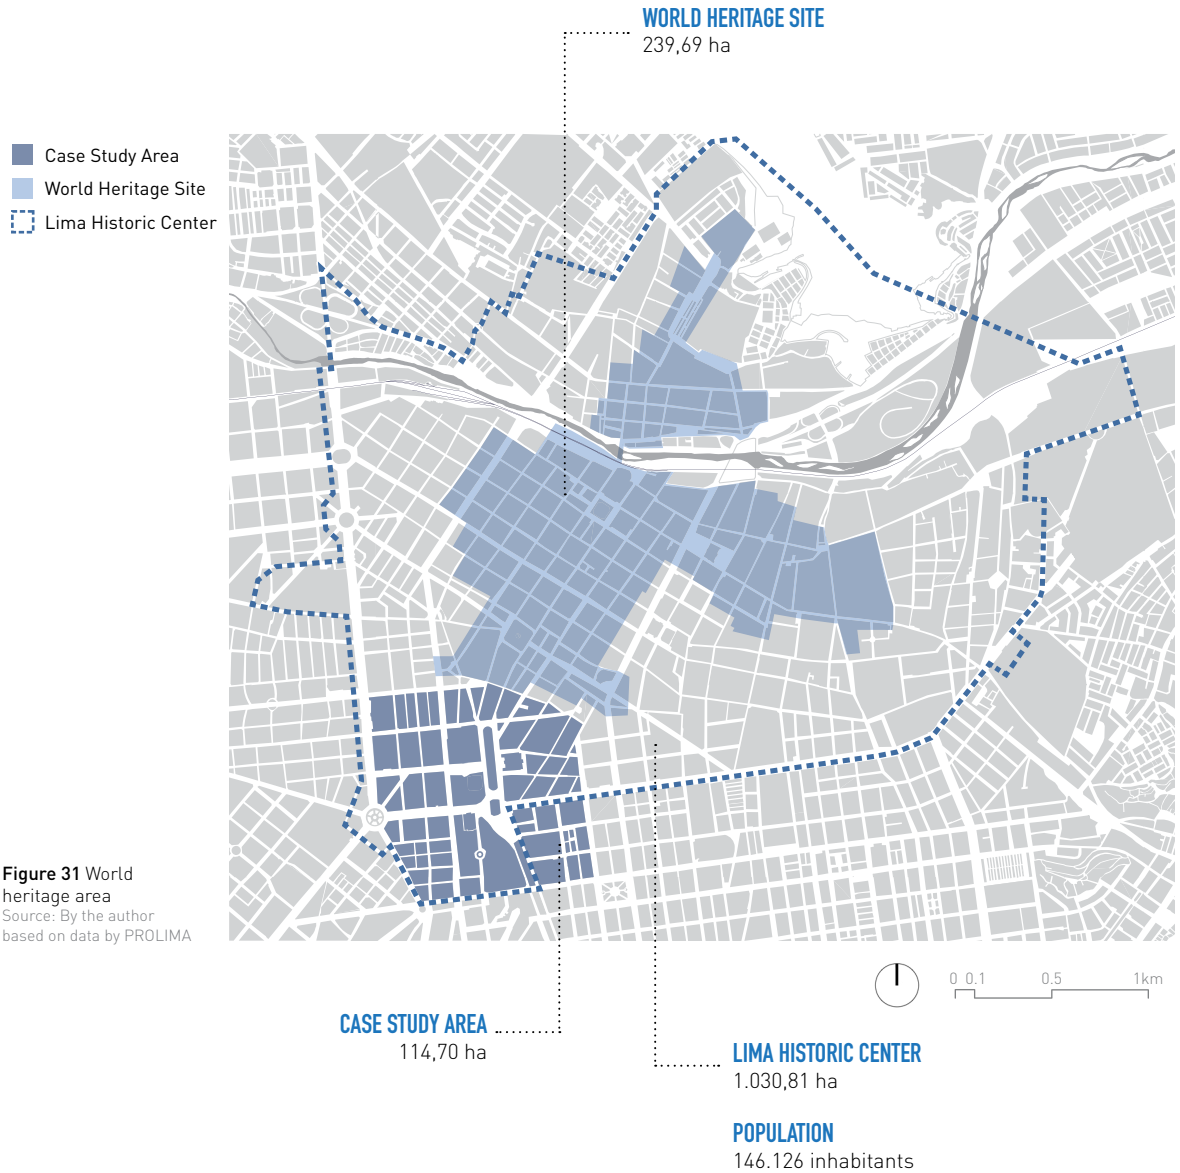 WORLD HERITAGE SITE
239,69 ha
Case Study Area
World Heritage Site
Lima Historic Center
Figure 31 World
heritage area
Source: By the author
based on data by PROLIMA
0 0.1 0.5 1km
CASE STUDY AREA
114,70 ha
LIMA HISTORIC CENTER
1.030,81 ha
POPULATION
146.126 inhabitants